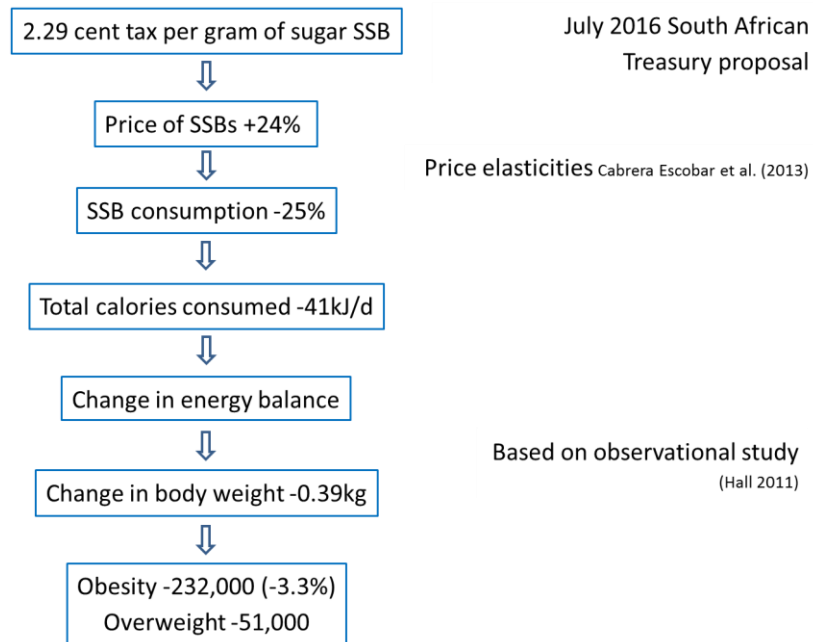 2.29 cent tax per gram of sugar SSB
July 2016 South African
Treasury proposal
Price of SSBs +24%
Price elasticities Cabrera Escobar et al. (2013)
SSB consumption -25%
Total calories consumed -41kJ/d
Change in energy balance
Based on observational study
(Hall 2011)
Change in body weight -0.39kg
Obesity -232,000 (-3.3%)
Overweight -51,000